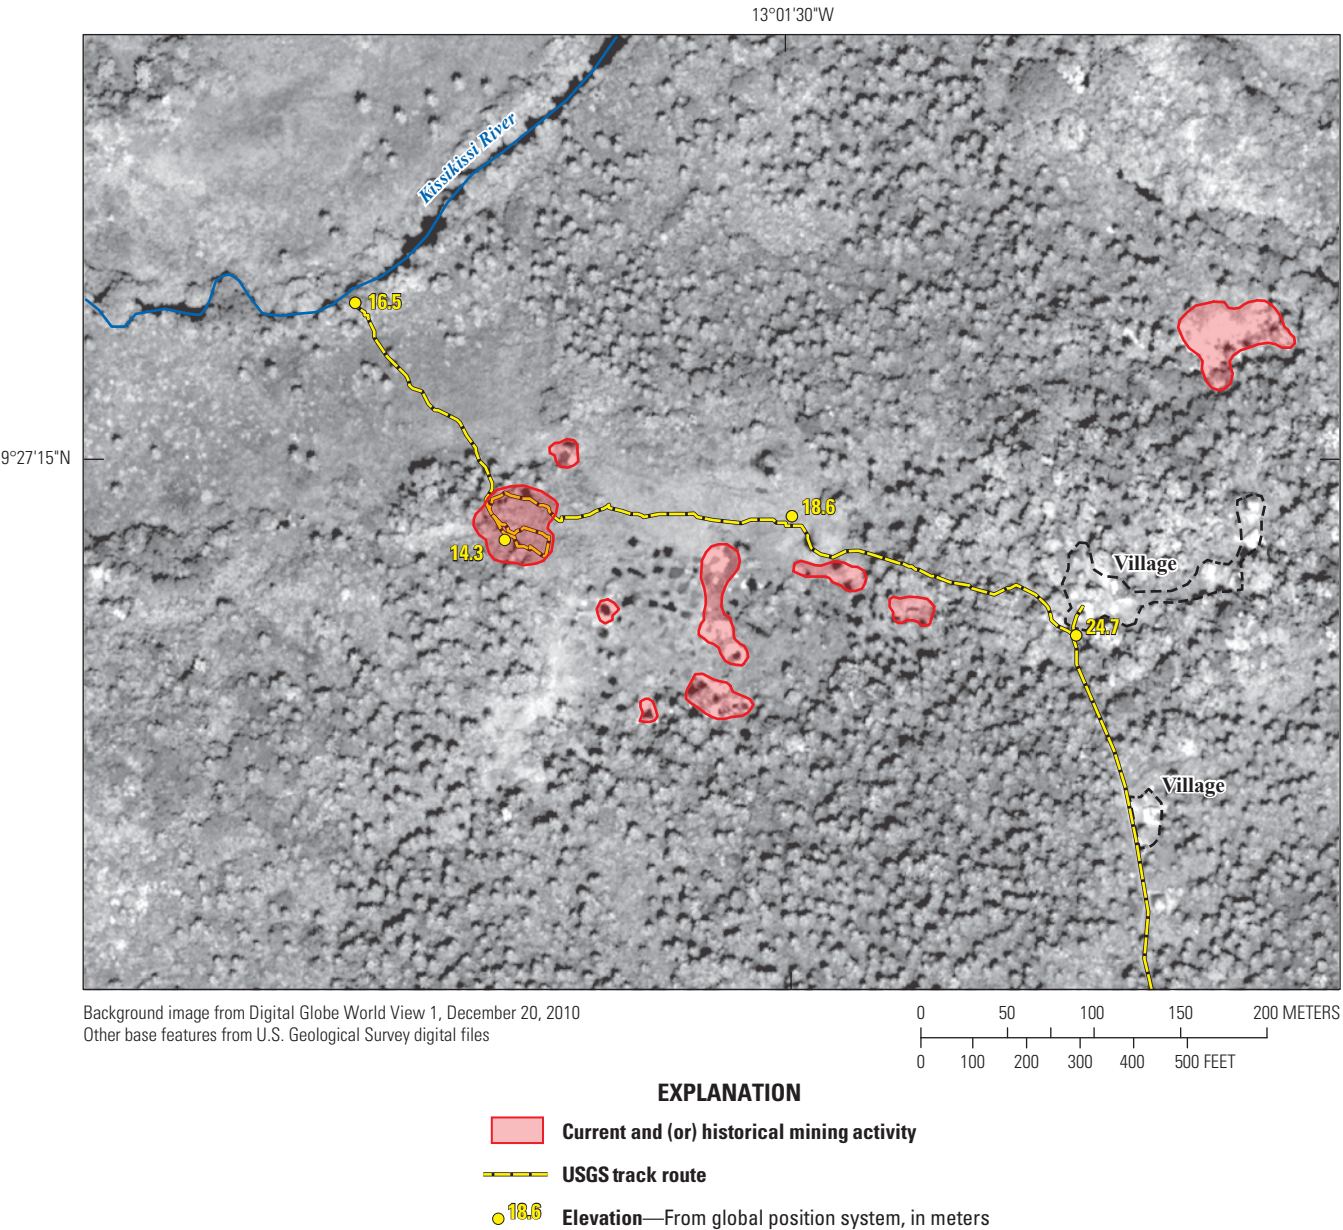 13°01'30"W
Kissikissi River
16.5
9°27'15"N
18.6
14.3
Village
24.7
Village
Background image from Digital Globe World View 1, December 20, 2010
Other base features from U.S. Geological Survey digital files
0 50 100 150 200 METERS
0 100 200 300 400 500 FEET
EXPLANATION
Current and (or) historical mining activity
USGS track route
18.6 Elevation—From global position system, in meters